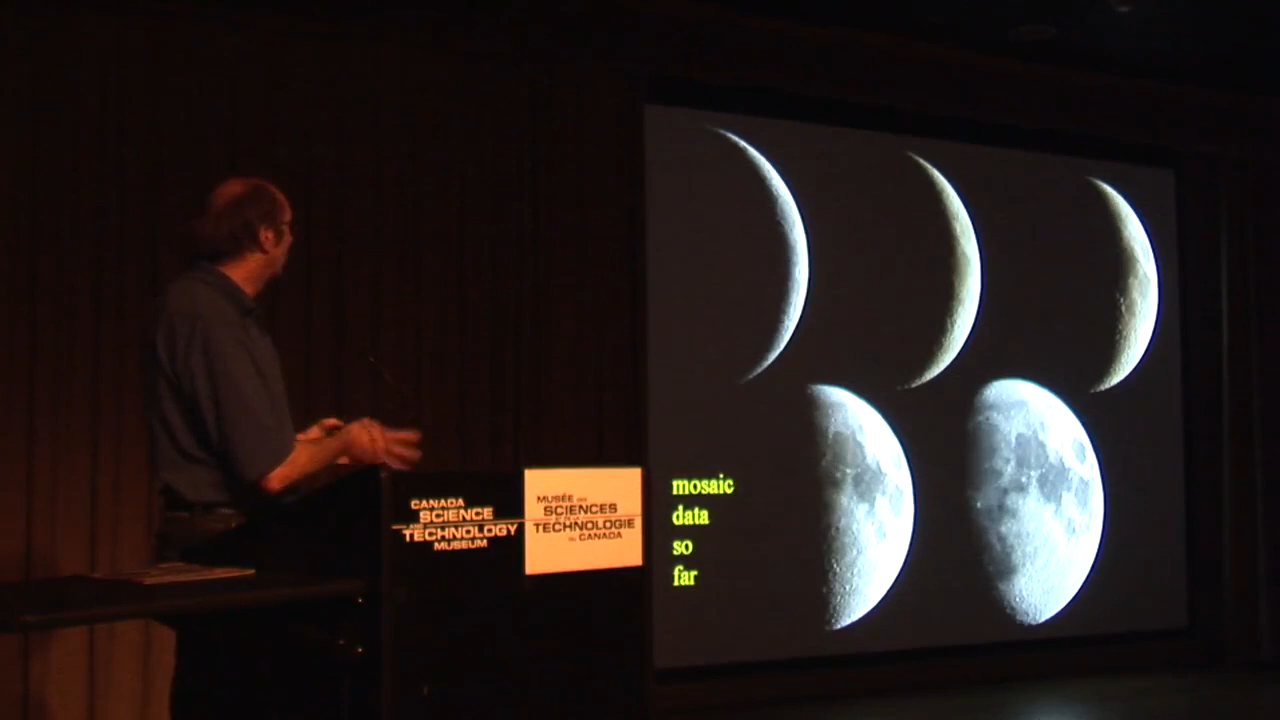 CANADA
SCIENCE
AND
TECHNOLOGY
MUSEUM
MUSÉE DES
SCIENCES
ET DE LA
TECHNOLOGIE
DU CANADA
mosaic
data
so
far